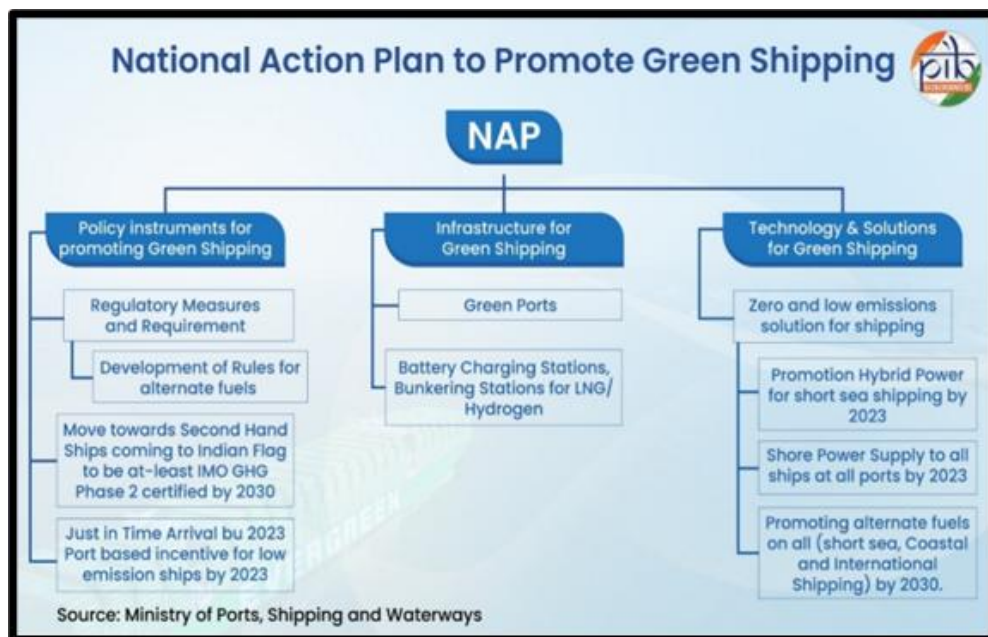 National Action Plan to Promote Green Shipping
pib
NAP
Policy instruments for
promoting Green Shipping
Regulatory Measures
and Requirement
Development of Rules for
alternate fuels
Move towards Second Hand
Ships coming to Indian Flag
to be at-least IMO GHG
Phase 2 certified by 2030
Just in Time Arrival bu 2023
Port based incentive for low
emission ships by 2023
Infrastructure for
Green Shipping
Green Ports
Battery Charging Stations,
Bunkering Stations for LNG/
Hydrogen
Technology & Solutions
for Green Shipping
Zero and low emissions
solution for shipping
Promotion Hybrid Power
for short sea shipping by
2023
Shore Power Supply to all
ships at all ports by 2023
Promoting alternate fuels
on all (short sea, Coastal
and International
Shipping) by 2030.
EVERGREEN
Source: Ministry of Ports, Shipping and Waterways